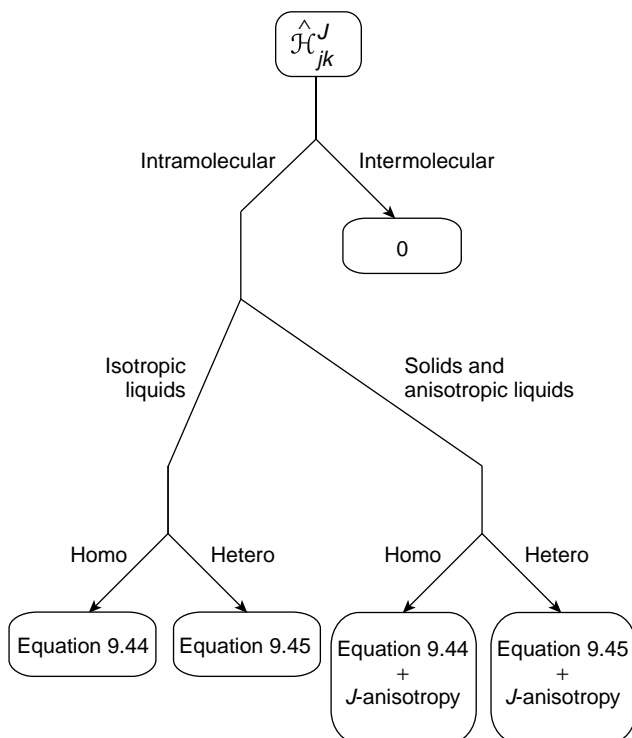 Ĥ^J_jk
Intramolecular Intermolecular
0
Isotropic
liquids
Solids and
anisotropic liquids
Homo Hetero Homo Hetero
Equation 9.44 Equation 9.45
Equation 9.44
+
J-anisotropy
Equation 9.45
+
J-anisotropy